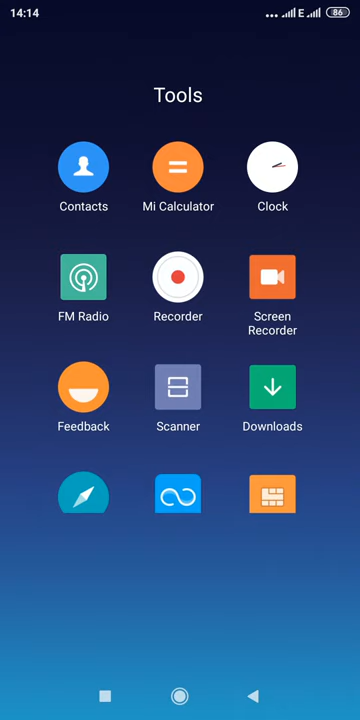 14:14 ... E 86
Tools
Contacts Mi Calculator Clock
FM Radio Recorder Screen
Recorder
Feedback Scanner Downloads